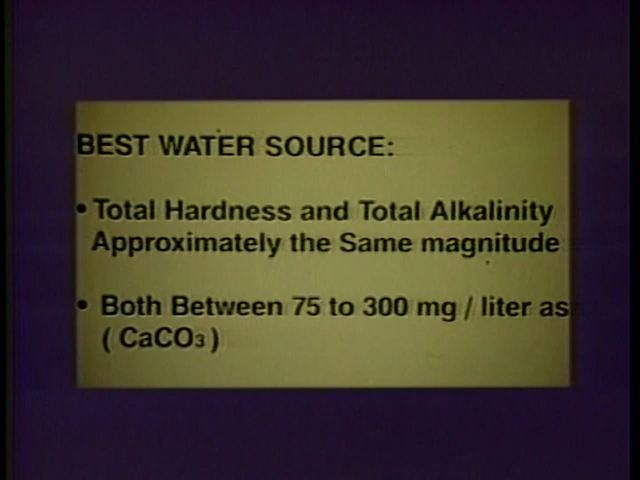 BEST WATER SOURCE:
• Total Hardness and Total Alkalinity
Approximately the Same magnitude
• Both Between 75 to 300 mg / liter as
( CaCO₃ )